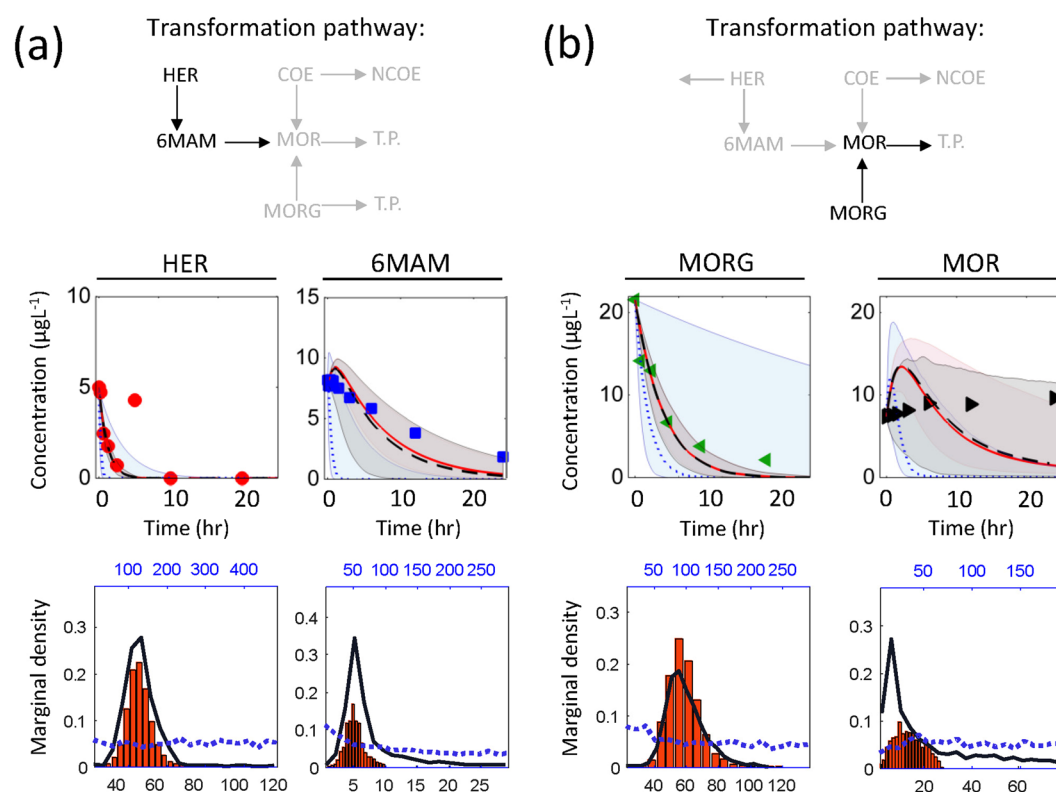 (a) Transformation pathway:
HER COE NCOE
6MAM MOR T.P.
MORG T.P.
HER 6MAM
Concentration (µgL-1)
10 5 0
15 10 5 0
0 10 20 0 10 20
Time (hr) Time (hr)
100 200 300 400 50 100 150 200 250
Marginal density
0.3 0.2 0.1 0
0.4 0.3 0.2 0.1 0
40 60 80 100 120 5 15 25
(b) Transformation pathway:
HER COE NCOE
6MAM MOR T.P.
MORG
MORG MOR
Concentration (µgL-1)
20 10 0
20 10 0
0 10 20 0 10 20
Time (hr) Time (hr)
50 100 150 200 250 50 100 150
Marginal density
0.3 0.2 0.1 0
0.3 0.2 0.1 0
40 60 80 100 120 20 40 60